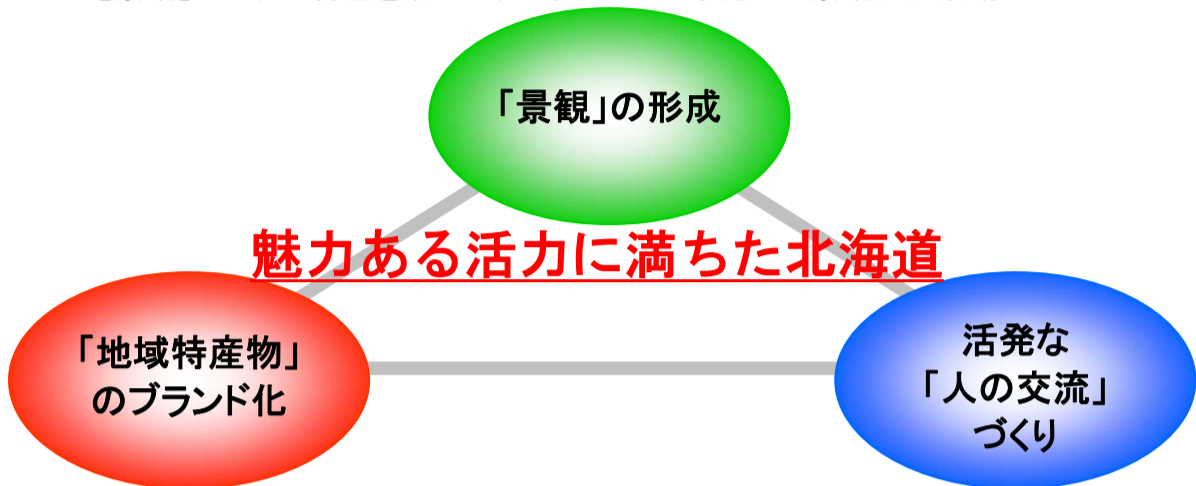 「景観」の形成
魅力ある活力に満ちた北海道
「地域特産物」
のブランド化
活発な
「人の交流」
づくり